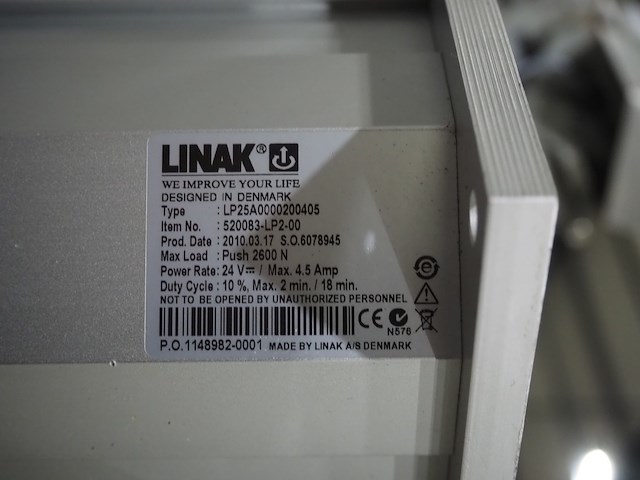 LINAK®
WE IMPROVE YOUR LIFE
DESIGNED IN DENMARK
Type : LP25A0000200405
Item No. : 520083-LP2-00
Prod. Date : 2010.03.17 S.O.6078945
Max Load : Push 2600 N
Power Rate : 24 V⎓ / Max. 4.5 Amp
Duty Cycle : 10 %, Max. 2 min. / 18 min.
NOT TO BE OPENED BY UNAUTHORIZED PERSONNEL
CE
N576
P.O.1148982-0001 MADE BY LINAK A/S DENMARK